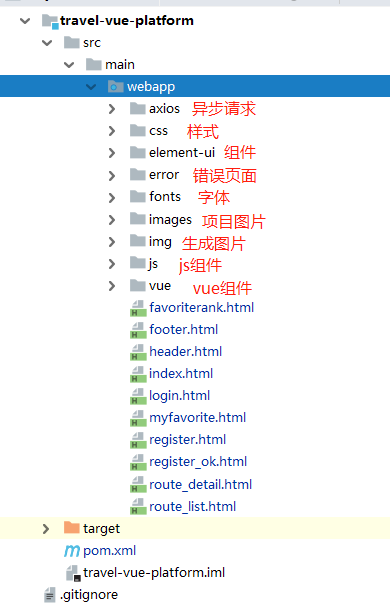 travel-vue-platform
src
main
webapp
axios 异步请求
css 样式
element-ui 组件
error 错误页面
fonts 字体
images 项目图片
img 生成图片
js js组件
vue vue组件
favoriterank.html
footer.html
header.html
index.html
login.html
myfavorite.html
register.html
register_ok.html
route_detail.html
route_list.html
target
pom.xml
travel-vue-platform.iml
.gitignore